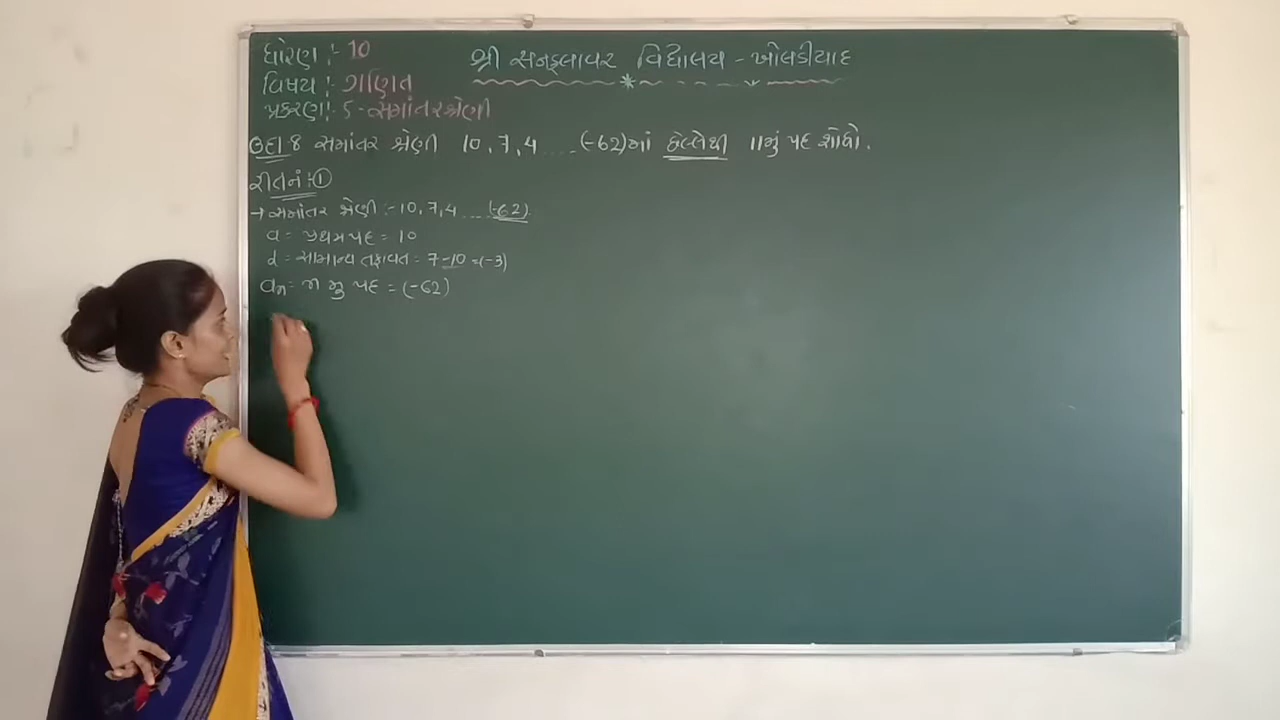 ધોરણ :- 10
શ્રી સનફ્લાવર વિદ્યાલય - ખોલડીયાદ
વિષય :- ગણિત
પ્રકરણ :- 5 - સમાંતર શ્રેણી
ઉદા 8 સમાંતર શ્રેણી 10, 7, 4 .... (-62)માં છેલ્લેથી 11મું પદ શોધો.
રીત નં :- ①
→ સમાંતર શ્રેણી :- 10, 7, 4 .... (-62)
a = પ્રથમ પદ = 10
d = સામાન્ય તફાવત = 7-10 = (-3)
an = n મુ પદ = (-62)